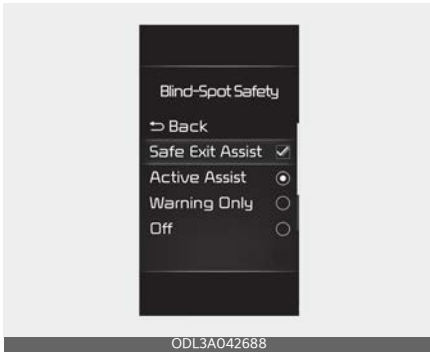 Blind-Spot Safety
Back
Safe Exit Assist
Active Assist
Warning Only
Off
ODL3A042688